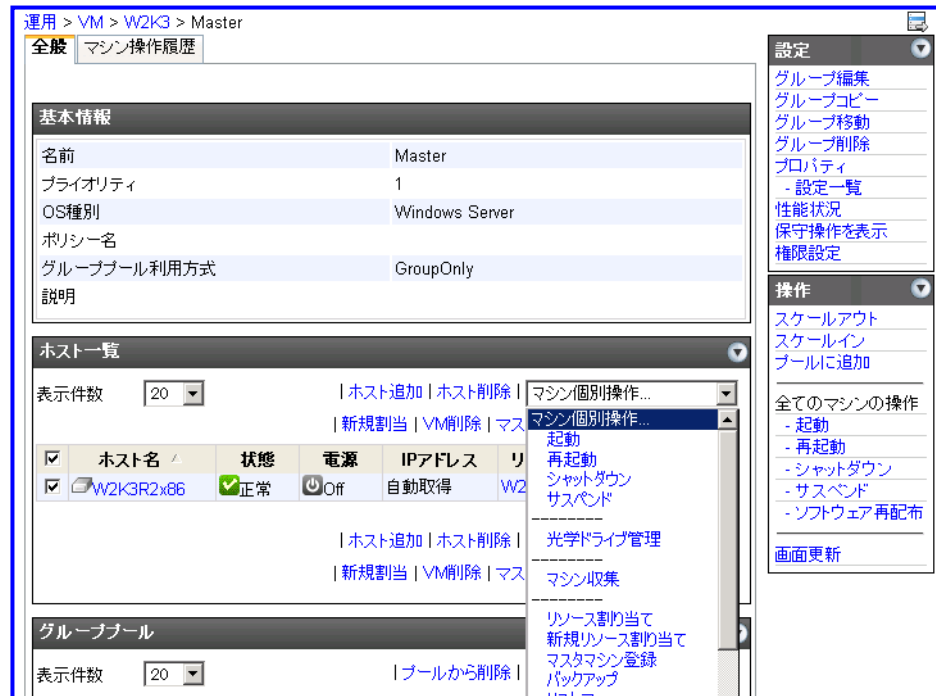 運用 > VM > W2K3 > Master
全般 マシン操作履歴
基本情報
名前 Master
プライオリティ 1
OS種別 Windows Server
ポリシー名
グループプール利用方式 GroupOnly
説明
ホスト一覧
表示件数 20 | ホスト追加 | ホスト削除 | マシン個別操作...
| 新規割当 | VM削除 | マス
マシン個別操作...
起動
再起動
シャットダウン
サスペンド
--------
光学ドライブ管理
--------
マシン収集
--------
リソース割り当て
新規リソース割り当て
マスタマシン登録
バックアップ
ホスト名 状態 電源 IPアドレス リ
W2K3R2x86 正常 Off 自動取得 W2
| ホスト追加 | ホスト削除 |
| 新規割当 | VM削除 | マス
グループプール
表示件数 20 | プールから削除 |
設定
グループ編集
グループコピー
グループ移動
グループ削除
プロパティ
- 設定一覧
性能状況
保守操作を表示
権限設定
操作
スケールアウト
スケールイン
プールに追加
全てのマシンの操作
- 起動
- 再起動
- シャットダウン
- サスペンド
- ソフトウェア再配布
画面更新